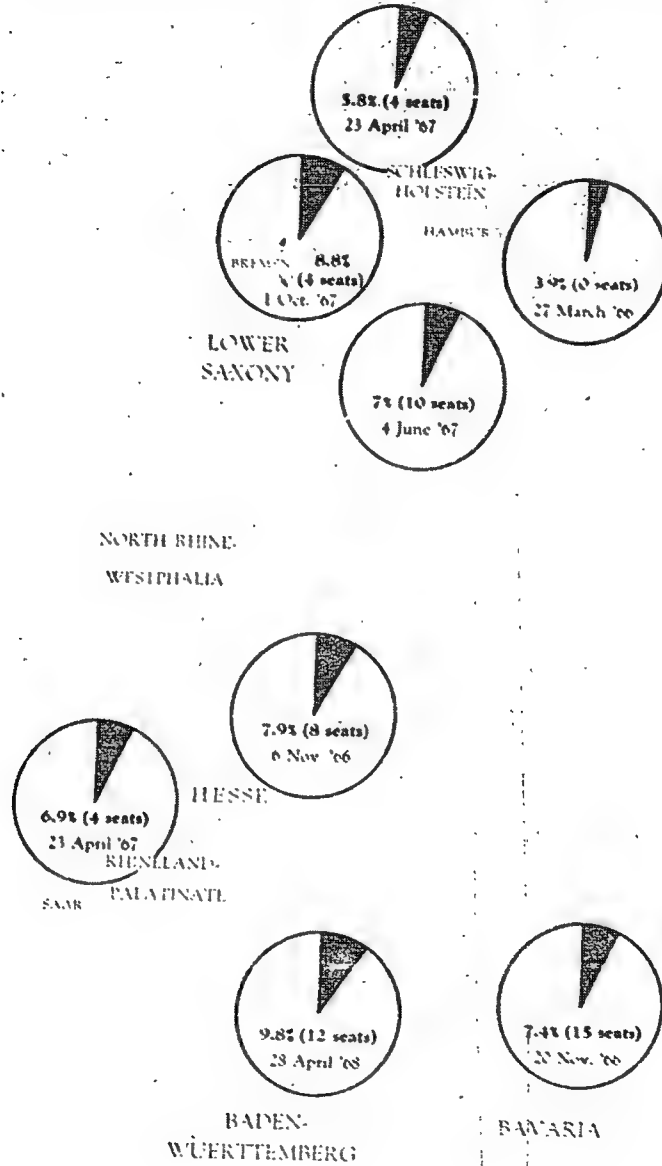 5.8% (4 seats)
23 April '67
SCHLESWIG-
HOLSTEIN
HAMBURG
BREMEN
8.8%
(4 seats)
1 Oct. '67
3.9% (0 seats)
27 March '66
LOWER
SAXONY
7% (10 seats)
4 June '67
NORTH RHINE-
WESTPHALIA
7.9% (8 seats)
6 Nov. '66
HESSE
6.9% (4 seats)
23 April '67
RHINELAND-
PALATINATE
SAAR
9.8% (12 seats)
28 April '68
7.4% (15 seats)
20 Nov. '66
BADEN-
WUERTTEMBERG
BAVARIA